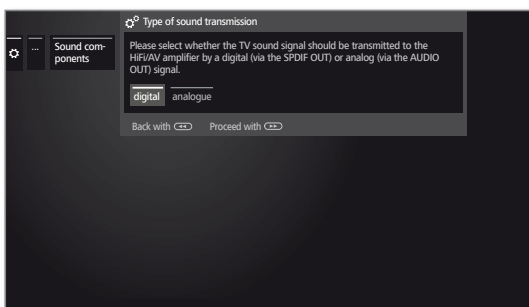 Type of sound transmission
... Sound com-
ponents
Please select whether the TV sound signal should be transmitted to the
HiFi/AV amplifier by a digital (via the SPDIF OUT) or analog (via the AUDIO
OUT) signal.
digital analogue
Back with Proceed with